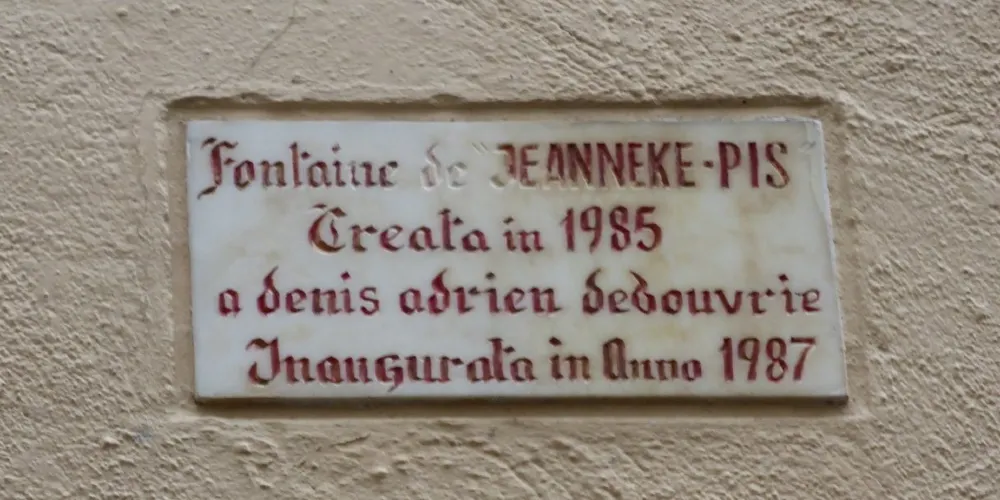 Fontaine de "JEANNEKE-PIS"
Creata in 1985
a denis adrien debouvrie
Inaugurata in Anno 1987